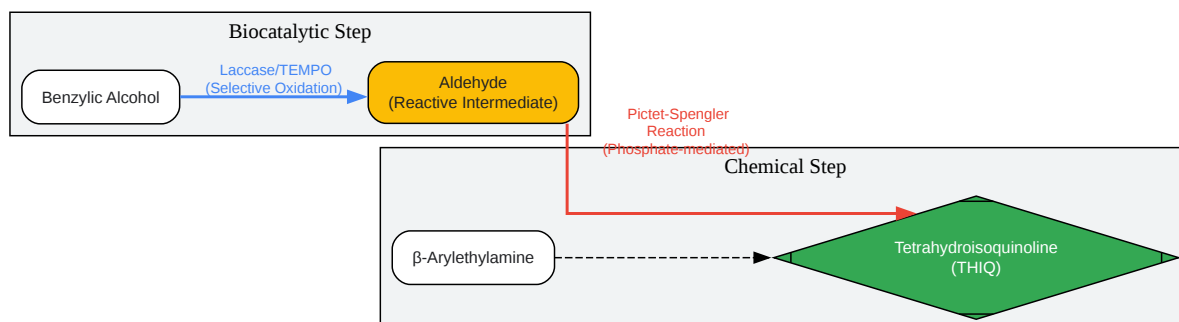 Biocatalytic Step
Benzylic Alcohol
Laccase/TEMPO
(Selective Oxidation)
Aldehyde
(Reactive Intermediate)
Pictet-Spengler
Reaction
(Phosphate-mediated)
Chemical Step
β-Arylethylamine
Tetrahydroisoquinoline
(THIQ)